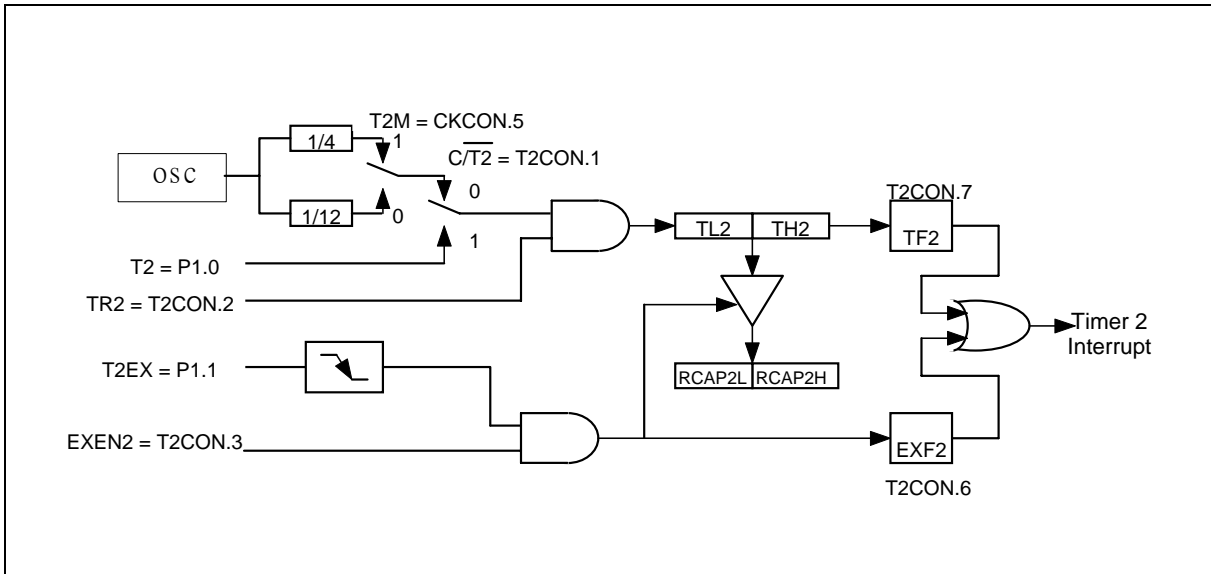 T2M = CKCON.5
1/4
1
C/T2 = T2CON.1
OSC
0
1/12
0
T2CON.7
TL2
TH2
TF2
1
T2 = P1.0
TR2 = T2CON.2
Timer 2
Interrupt
T2EX = P1.1
RCAP2L
RCAP2H
EXEN2 = T2CON.3
EXF2
T2CON.6